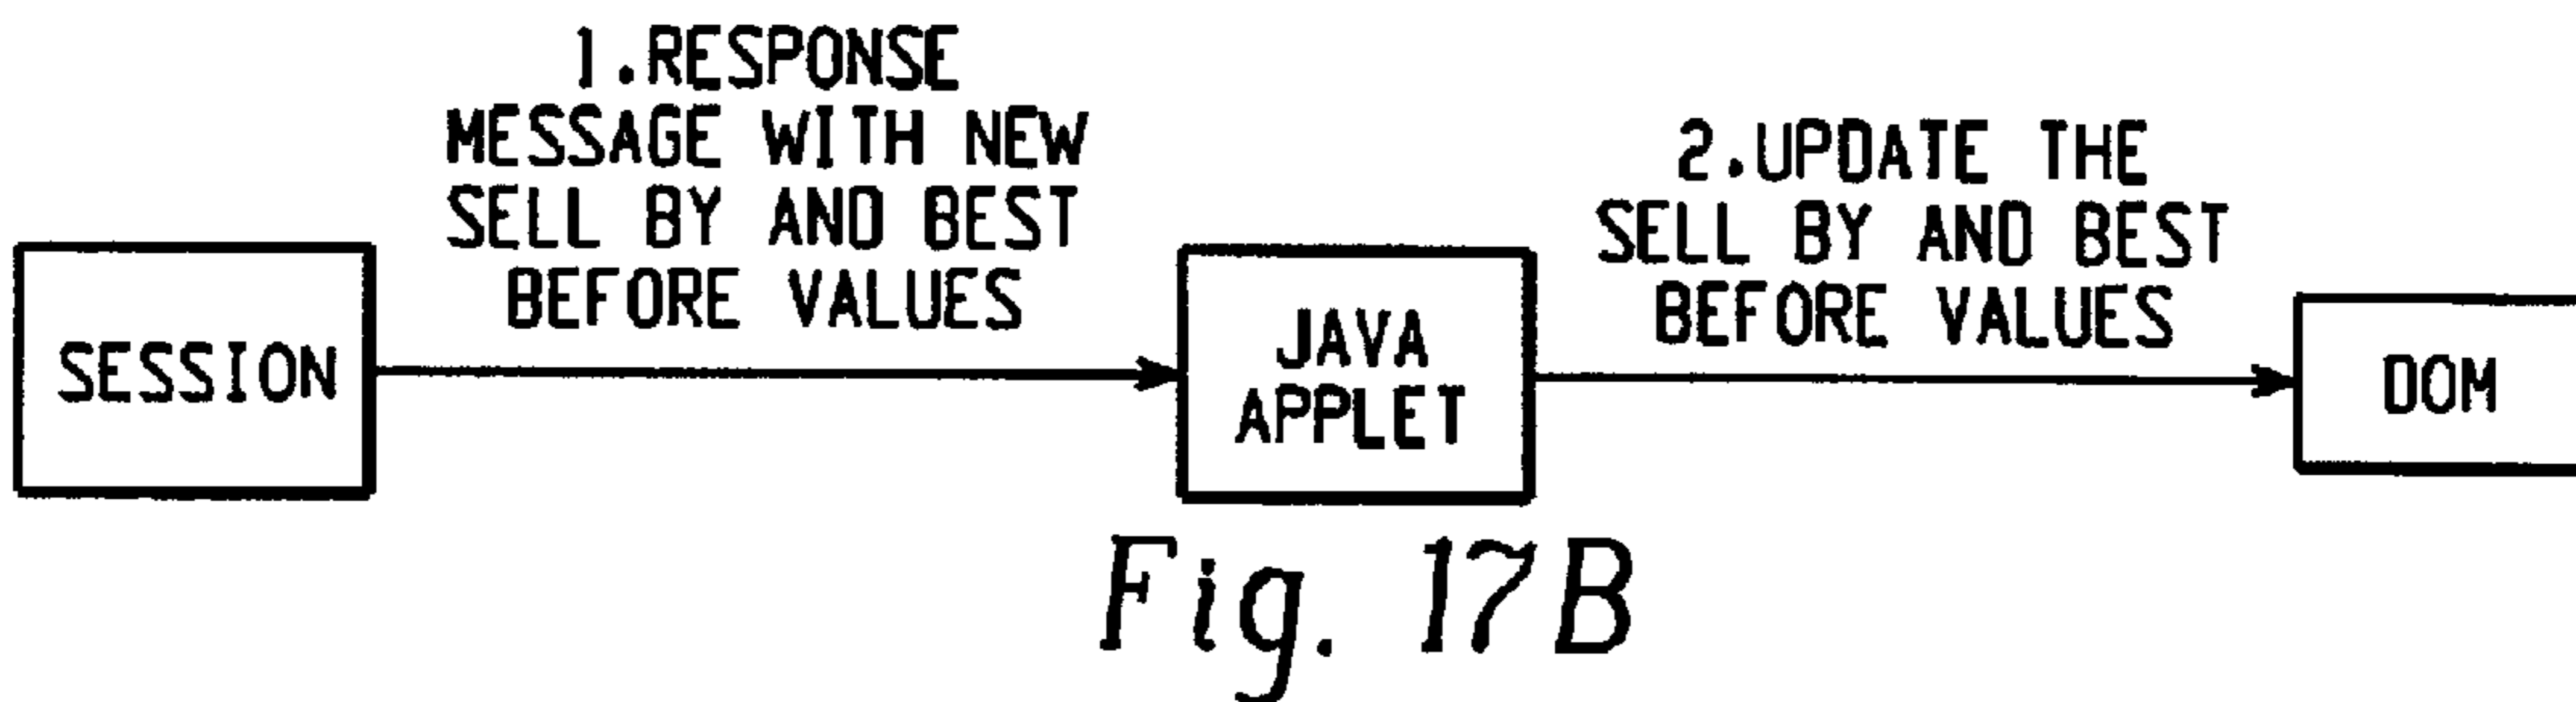 1.RESPONSE
MESSAGE WITH NEW
SELL BY AND BEST
BEFORE VALUES
2.UPDATE THE
SELL BY AND BEST
BEFORE VALUES
SESSION
JAVA
APPLET
DOM
Fig. 17B